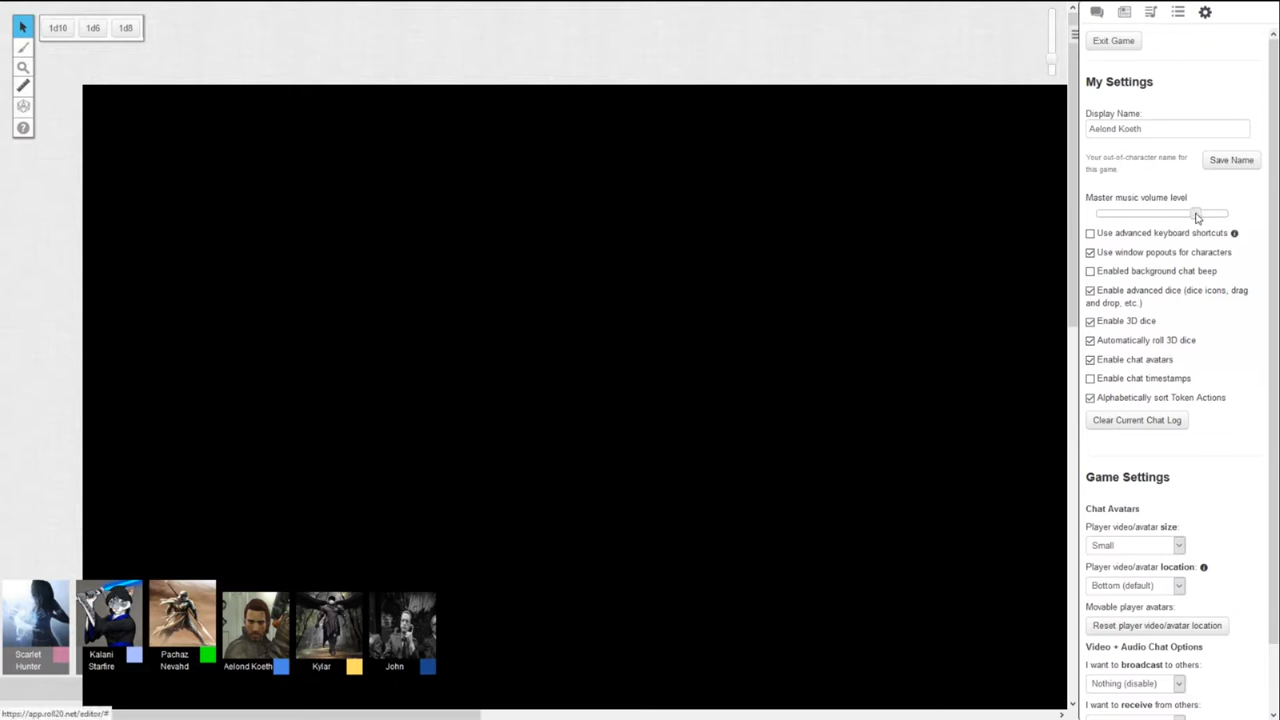 1d10 1d6 1d8
Exit Game
My Settings
Display Name:
Aelond Koeth
Your out-of-character name for
this game.
Save Name
Master music volume level
Use advanced keyboard shortcuts
Use window popouts for characters
Enabled background chat beep
Enable advanced dice (dice icons, drag
and drop, etc.)
Enable 3D dice
Automatically roll 3D dice
Enable chat avatars
Enable chat timestamps
Alphabetically sort Token Actions
Clear Current Chat Log
Game Settings
Chat Avatars
Player video/avatar size:
Small
Player video/avatar location:
Bottom (default)
Movable player avatars:
Reset player video/avatar location
Video + Audio Chat Options
I want to broadcast to others:
Nothing (disable)
I want to receive from others:
Scarlet
Hunter
Kalani
Starfire
Pachaz
Nevahd
Aelond Koeth
Kylar
John
https://app.roll20.net/editor/#